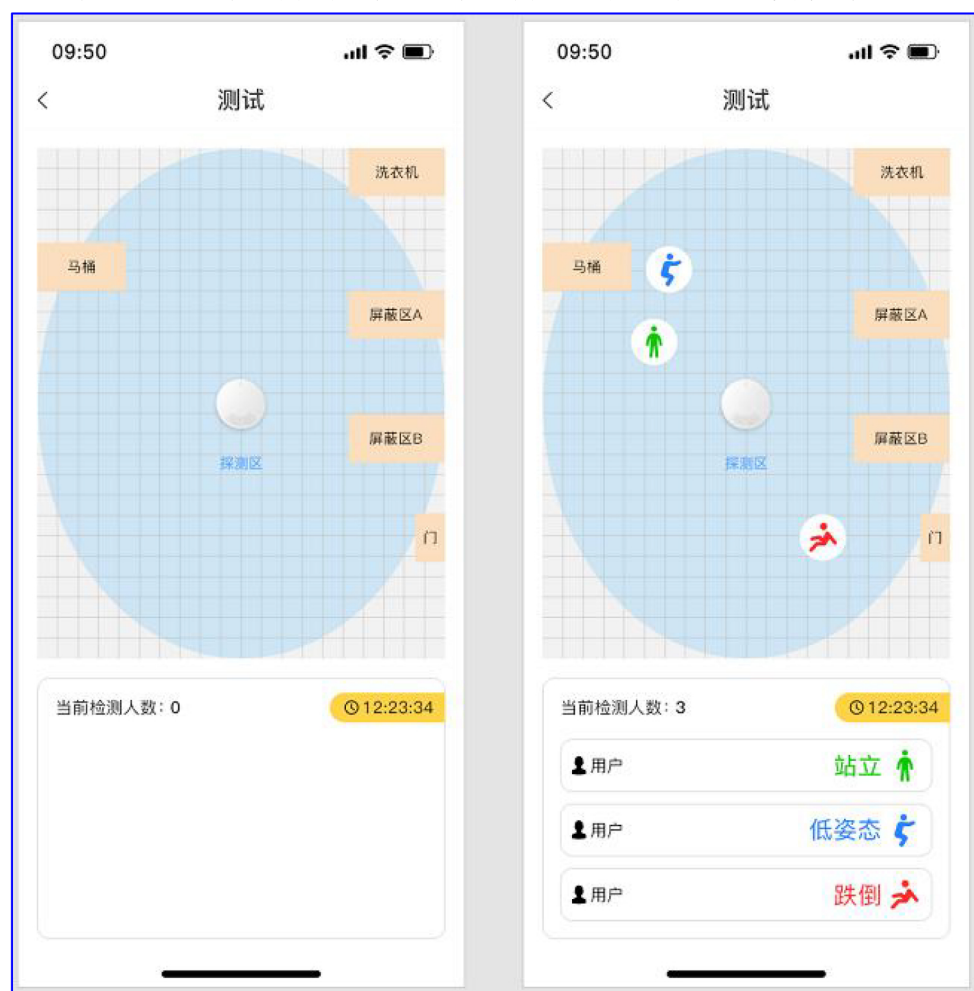 09:50
测试
洗衣机
马桶
屏蔽区A
屏蔽区B
探测区
门
当前检测人数：0
12:23:34
09:50
测试
洗衣机
马桶
屏蔽区A
屏蔽区B
探测区
门
当前检测人数：3
12:23:34
用户 站立
用户 低姿态
用户 跌倒